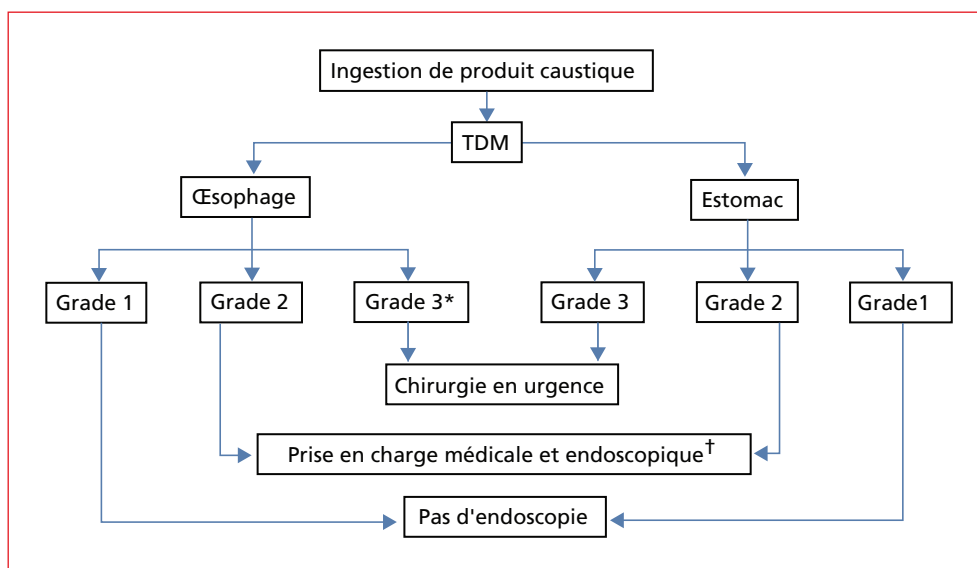 Ingestion de produit caustique
TDM
Œsophage
Estomac
Grade 1
Grade 2
Grade 3*
Grade 3
Grade 2
Grade1
Chirurgie en urgence
Prise en charge médicale et endoscopique†
Pas d'endoscopie